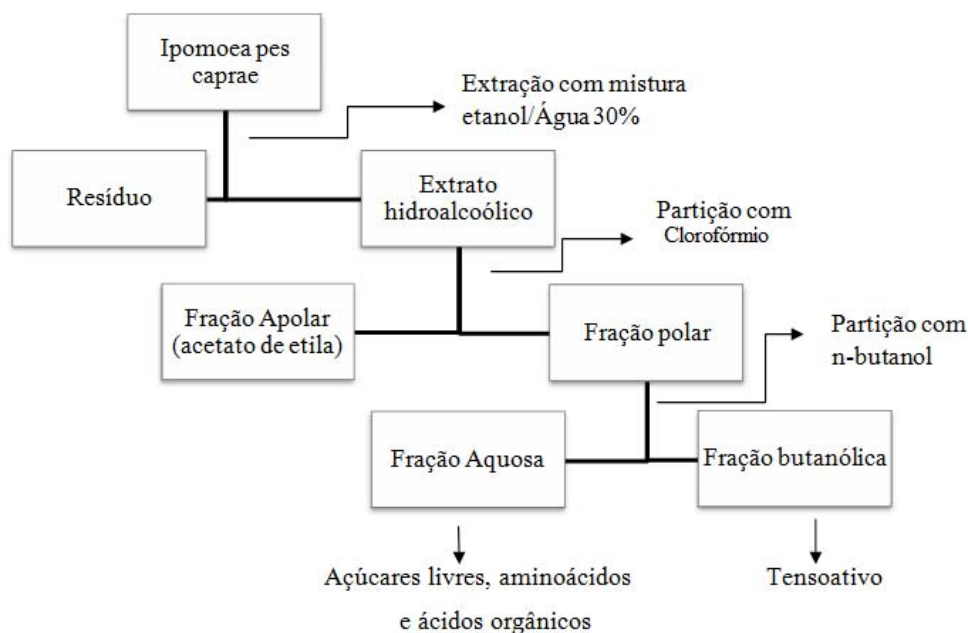 Ipomoea pes
caprae
Extração com mistura
etanol/Água 30%
Resíduo
Extrato
hidroalcoólico
Partição com
Clorofórmio
Fração Apolar
(acetato de etila)
Fração polar
Partição com
n-butanol
Fração Aquosa
Fração butanólica
Açúcares livres, aminoácidos
e ácidos orgânicos
Tensoativo